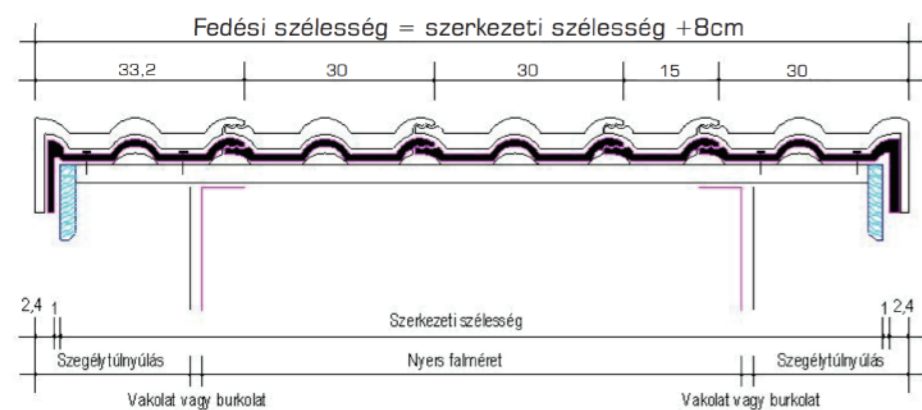 Fedési szélesség = szerkezeti szélesség +8cm
33,2 30 30 15 30
2,4 1 1 2,4
Szerkezeti szélesség
Szegélytúlnyúlás Nyers falméret Szegélytúlnyúlás
Vakolat vagy burkolat Vakolat vagy burkolat